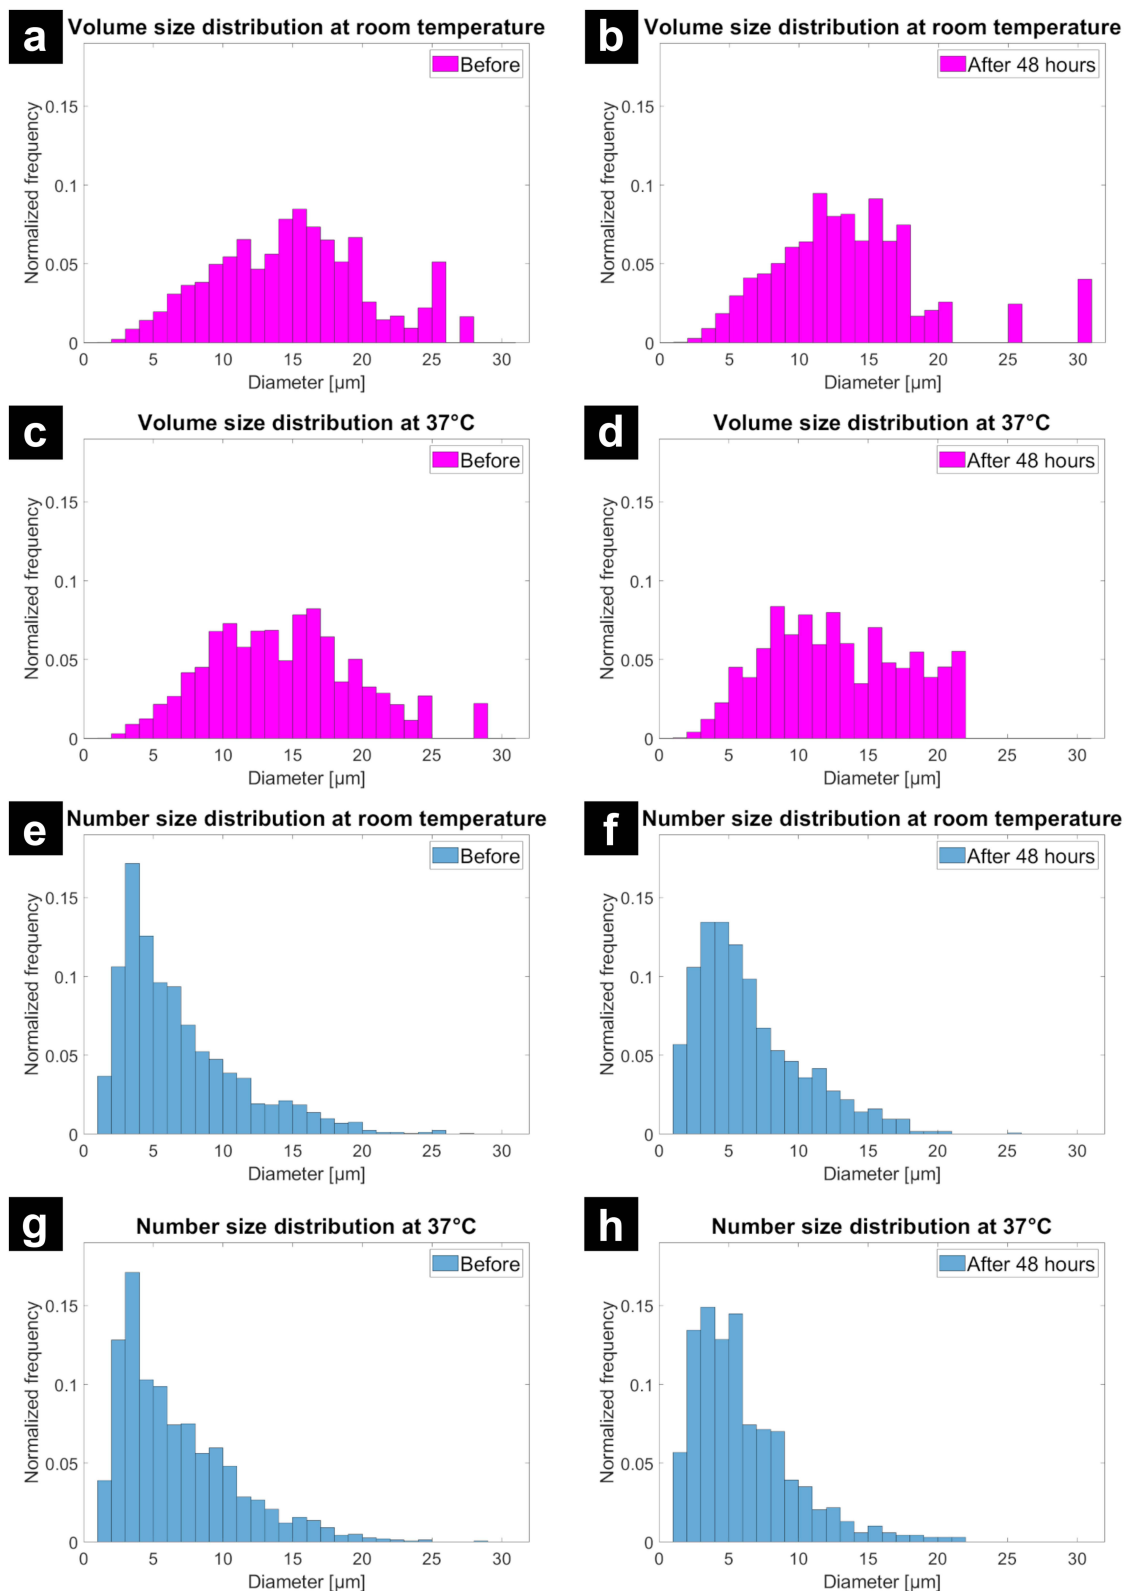 a
Volume size distribution at room temperature
Before
Normalized frequency
0.15
0.1
0.05
0
0 5 10 15 20 25 30
Diameter [µm]
b
Volume size distribution at room temperature
After 48 hours
Normalized frequency
0.15
0.1
0.05
0
0 5 10 15 20 25 30
Diameter [µm]
c
Volume size distribution at 37°C
Before
Normalized frequency
0.15
0.1
0.05
0
0 5 10 15 20 25 30
Diameter [µm]
d
Volume size distribution at 37°C
After 48 hours
Normalized frequency
0.15
0.1
0.05
0
0 5 10 15 20 25 30
Diameter [µm]
e
Number size distribution at room temperature
Before
Normalized frequency
0.15
0.1
0.05
0
0 5 10 15 20 25 30
Diameter [µm]
f
Number size distribution at room temperature
After 48 hours
Normalized frequency
0.15
0.1
0.05
0
0 5 10 15 20 25 30
Diameter [µm]
g
Number size distribution at 37°C
Before
Normalized frequency
0.15
0.1
0.05
0
0 5 10 15 20 25 30
Diameter [µm]
h
Number size distribution at 37°C
After 48 hours
Normalized frequency
0.15
0.1
0.05
0
0 5 10 15 20 25 30
Diameter [µm]